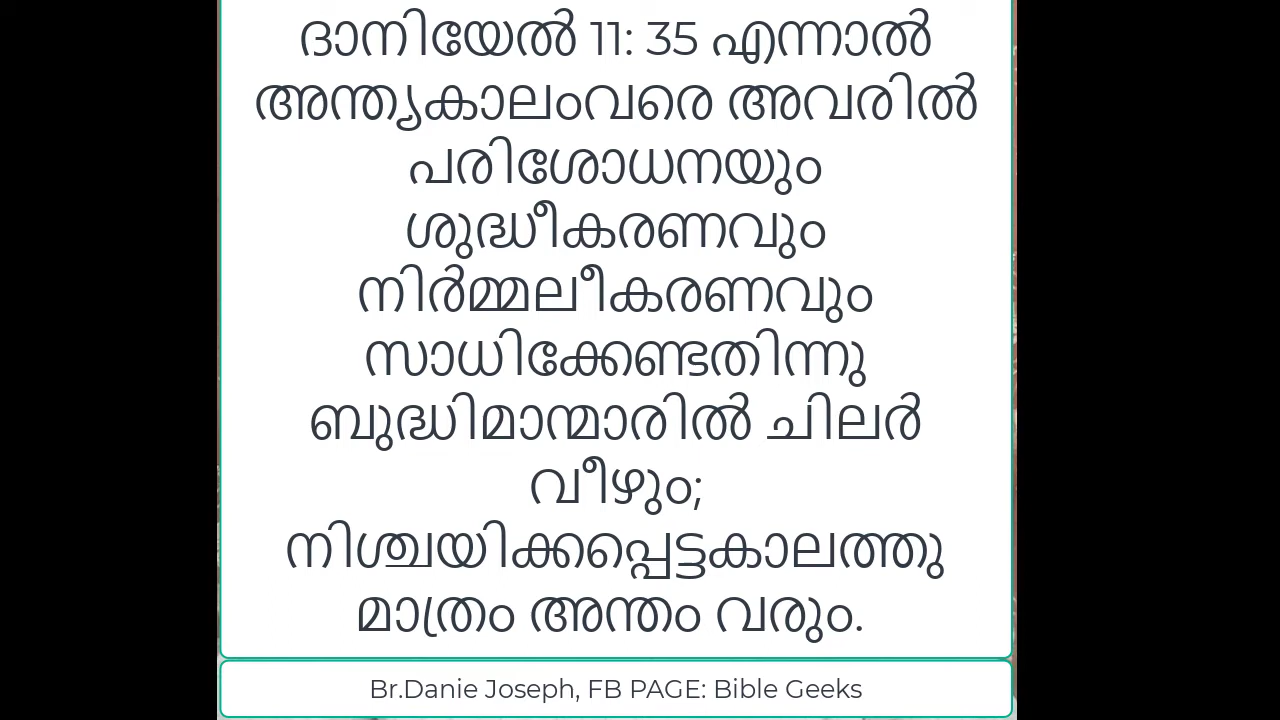 ദാനിയേൽ 11: 35 എന്നാൽ
അന്ത്യകാലംവരെ അവരിൽ
പരിശോധനയും
ശുദ്ധീകരണവും
നിർമ്മലീകരണവും
സാധിക്കേണ്ടതിന്നു
ബുദ്ധിമാന്മാരിൽ ചിലർ
വീഴും;
നിശ്ചയിക്കപ്പെട്ടകാലത്തു
മാത്രം അന്തം വരും.
Br.Danie Joseph, FB PAGE: Bible Geeks